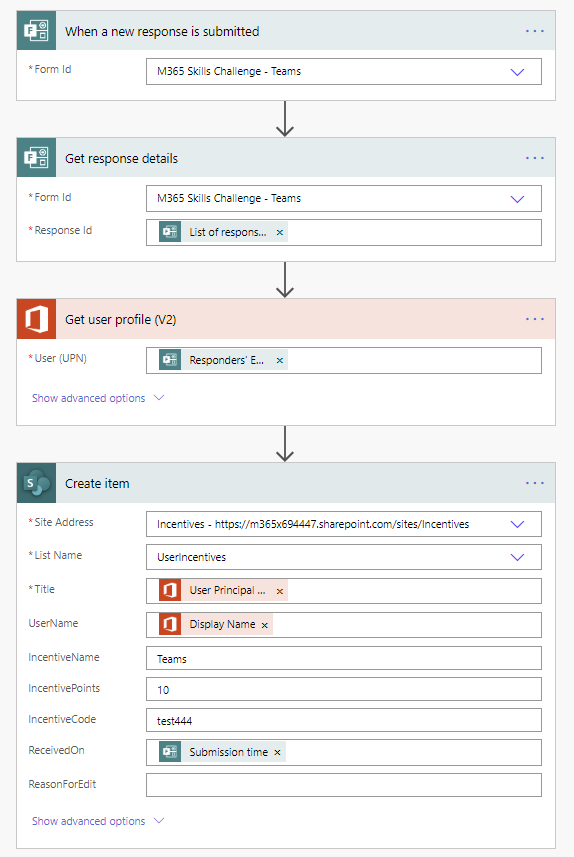 When a new response is submitted
* Form Id
M365 Skills Challenge - Teams
Get response details
* Form Id
M365 Skills Challenge - Teams
* Response Id
List of respons... ×
Get user profile (V2)
* User (UPN)
Responders' E... ×
Show advanced options
Create item
* Site Address
Incentives - https://m365x694447.sharepoint.com/sites/Incentives
* List Name
UserIncentives
* Title
User Principal ... ×
UserName
Display Name ×
IncentiveName
Teams
IncentivePoints
10
IncentiveCode
test444
ReceivedOn
Submission time ×
ReasonForEdit
Show advanced options